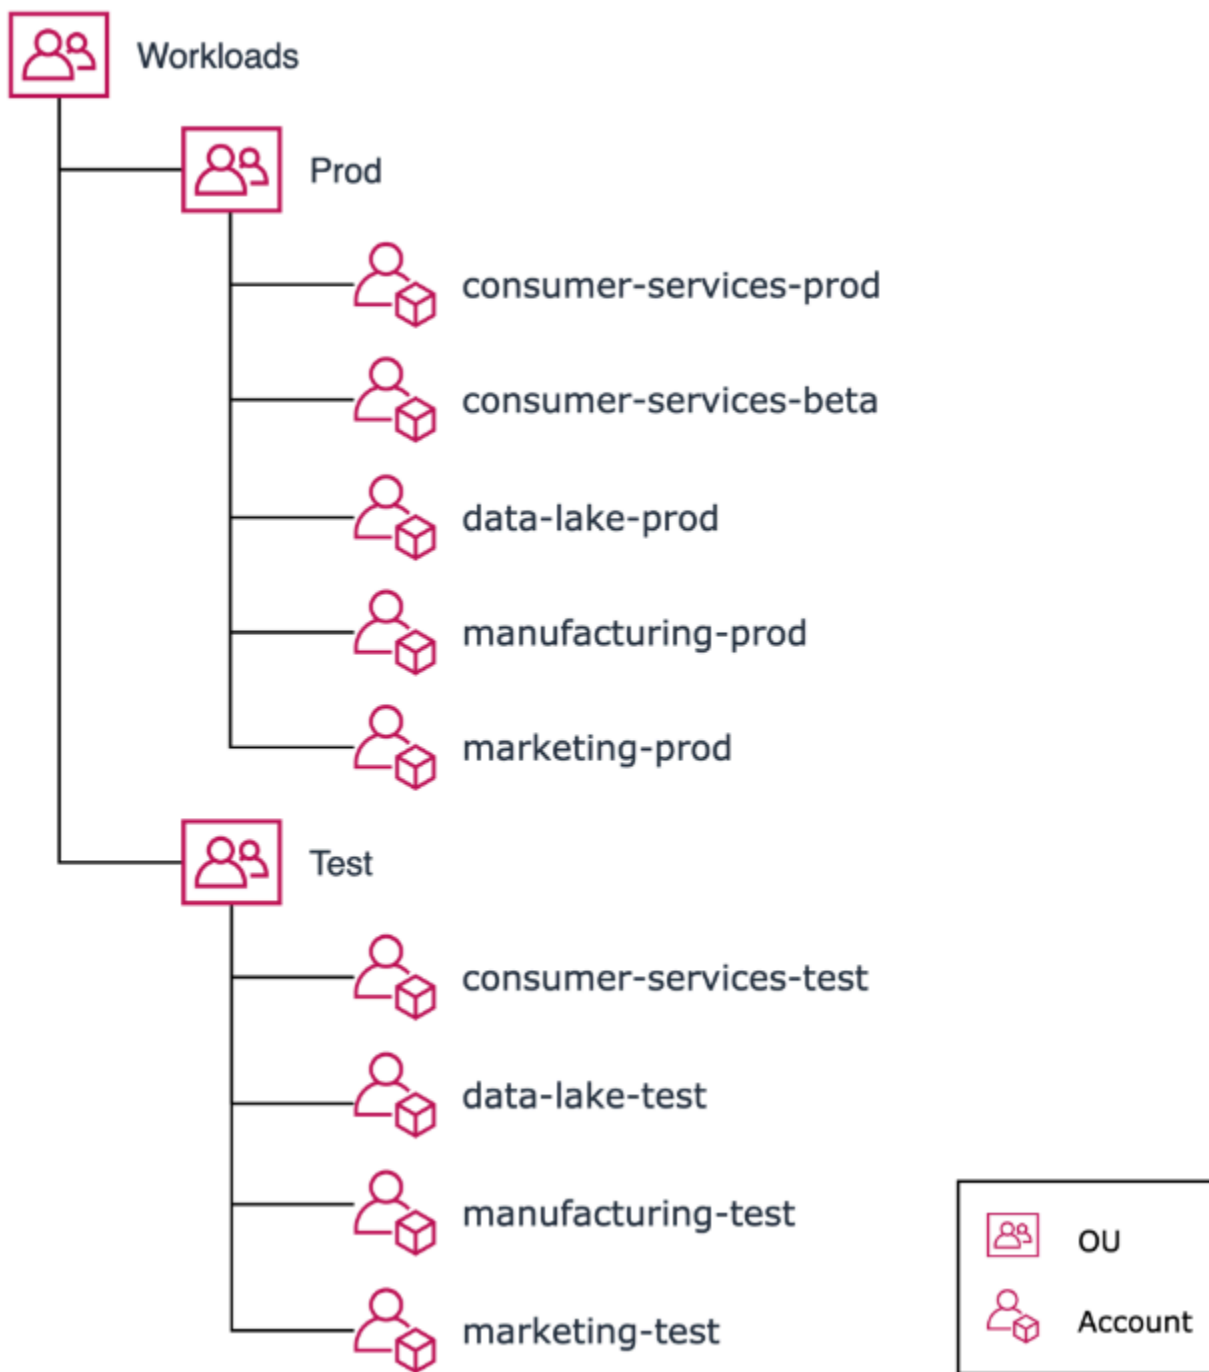 Workloads
Prod
consumer-services-prod
consumer-services-beta
data-lake-prod
manufacturing-prod
marketing-prod
Test
consumer-services-test
data-lake-test
manufacturing-test
marketing-test
OU
Account